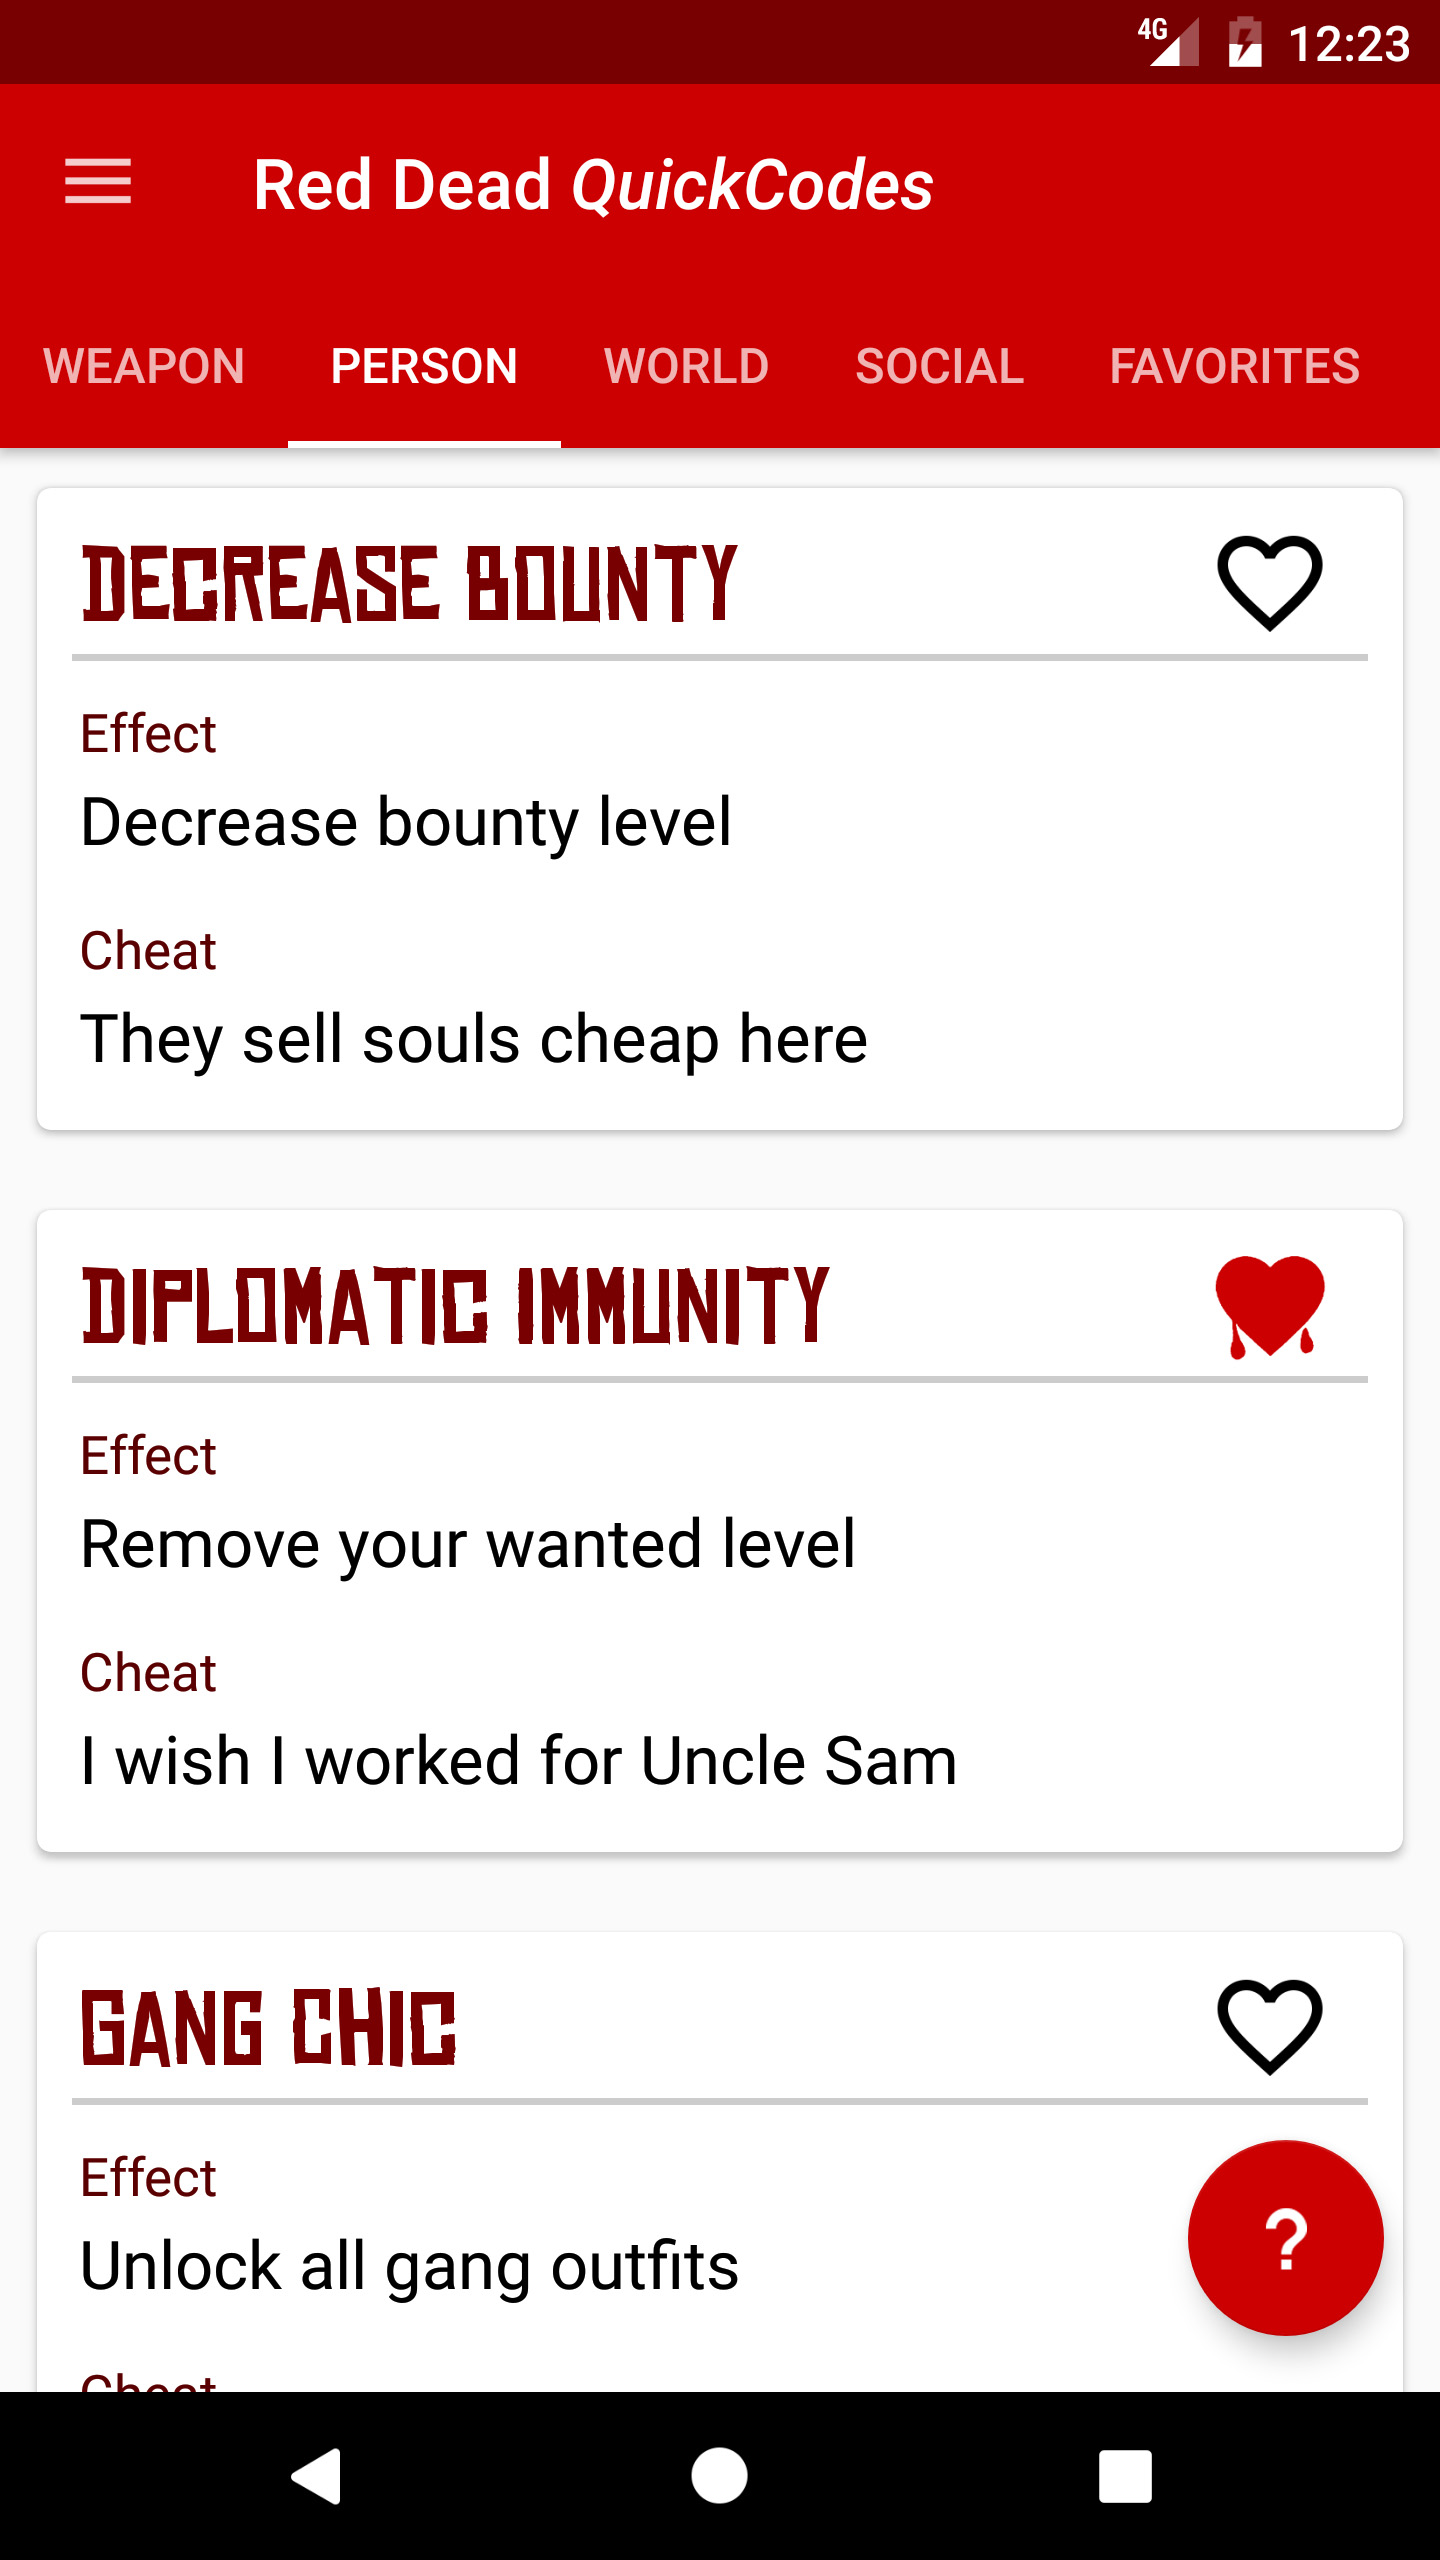 4G 12:23
Red Dead QuickCodes
WEAPON PERSON WORLD SOCIAL FAVORITES
DECREASE BOUNTY
Effect
Decrease bounty level
Cheat
They sell souls cheap here
DIPLOMATIC IMMUNITY
Effect
Remove your wanted level
Cheat
I wish I worked for Uncle Sam
GANG CHIC
Effect
Unlock all gang outfits
?
Cheat